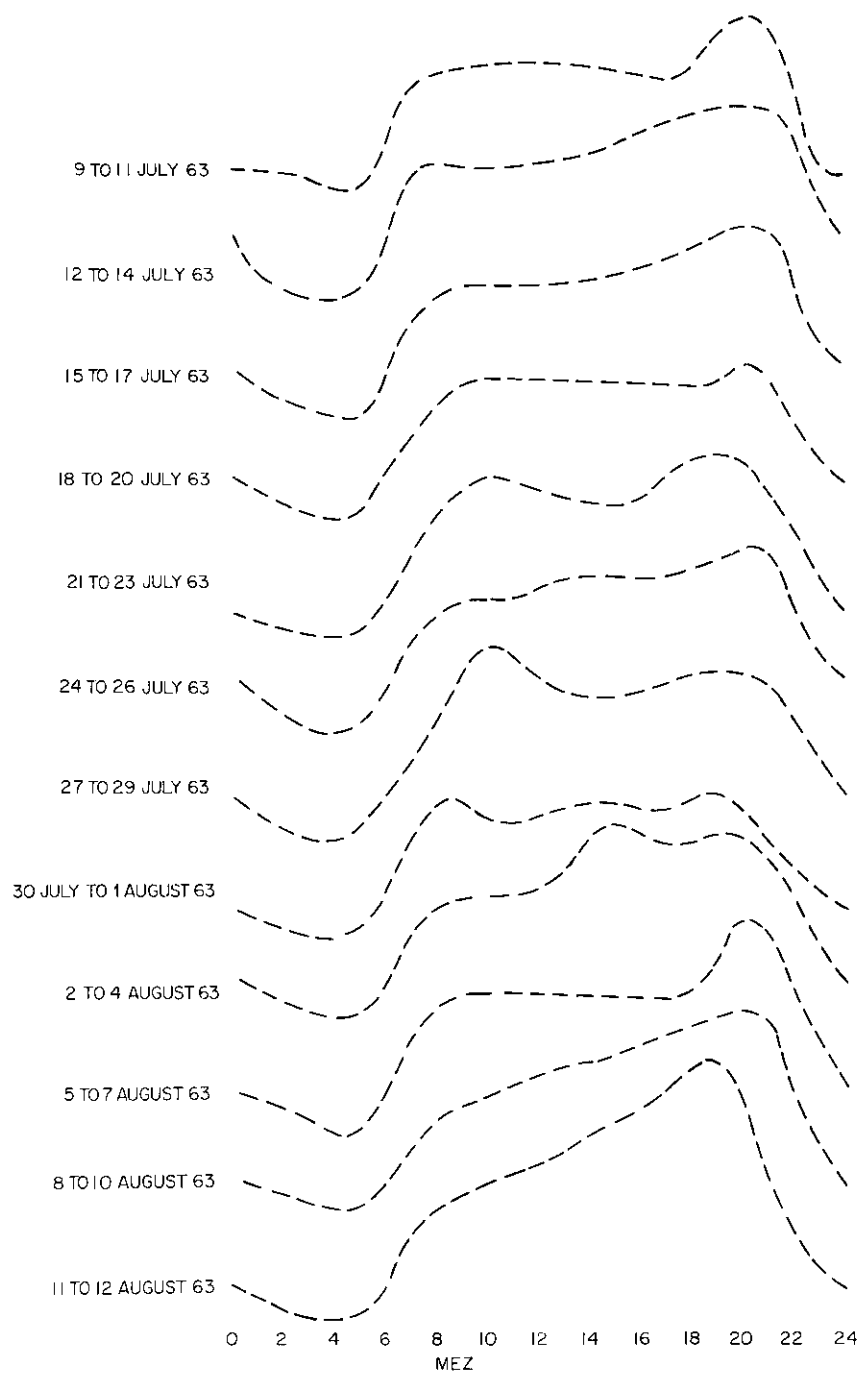 9 TO 11 JULY 63
12 TO 14 JULY 63
15 TO 17 JULY 63
18 TO 20 JULY 63
21 TO 23 JULY 63
24 TO 26 JULY 63
27 TO 29 JULY 63
30 JULY TO 1 AUGUST 63
2 TO 4 AUGUST 63
5 TO 7 AUGUST 63
8 TO 10 AUGUST 63
11 TO 12 AUGUST 63
0 2 4 6 8 10 12 14 16 18 20 22 24
MEZ